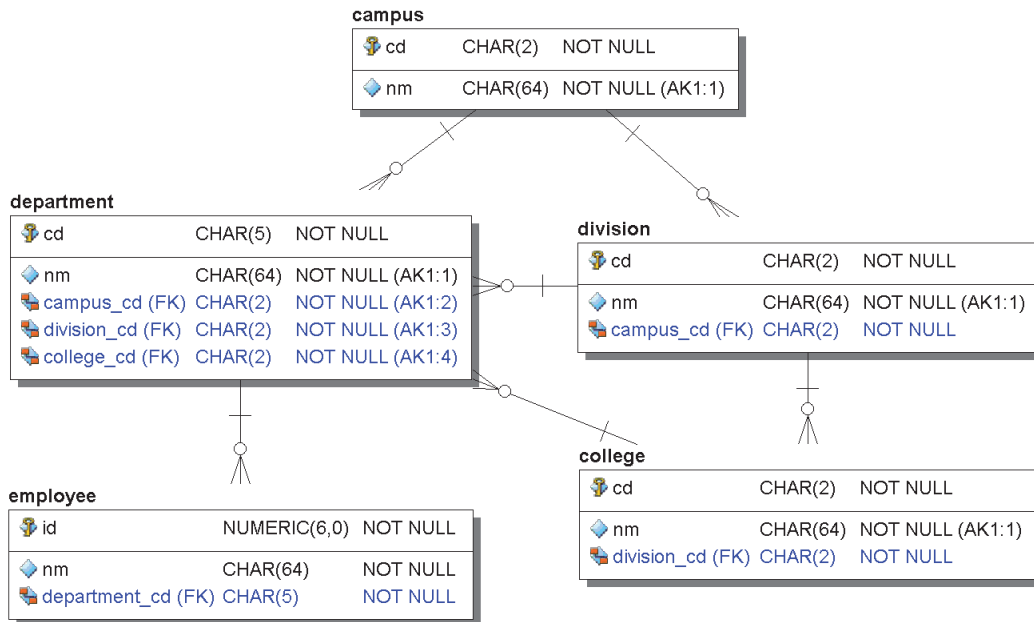 campus
cd CHAR(2) NOT NULL
nm CHAR(64) NOT NULL (AK1:1)
department
cd CHAR(5) NOT NULL
nm CHAR(64) NOT NULL (AK1:1)
campus_cd (FK) CHAR(2) NOT NULL (AK1:2)
division_cd (FK) CHAR(2) NOT NULL (AK1:3)
college_cd (FK) CHAR(2) NOT NULL (AK1:4)
division
cd CHAR(2) NOT NULL
nm CHAR(64) NOT NULL (AK1:1)
campus_cd (FK) CHAR(2) NOT NULL
employee
id NUMERIC(6,0) NOT NULL
nm CHAR(64) NOT NULL
department_cd (FK) CHAR(5) NOT NULL
college
cd CHAR(2) NOT NULL
nm CHAR(64) NOT NULL (AK1:1)
division_cd (FK) CHAR(2) NOT NULL